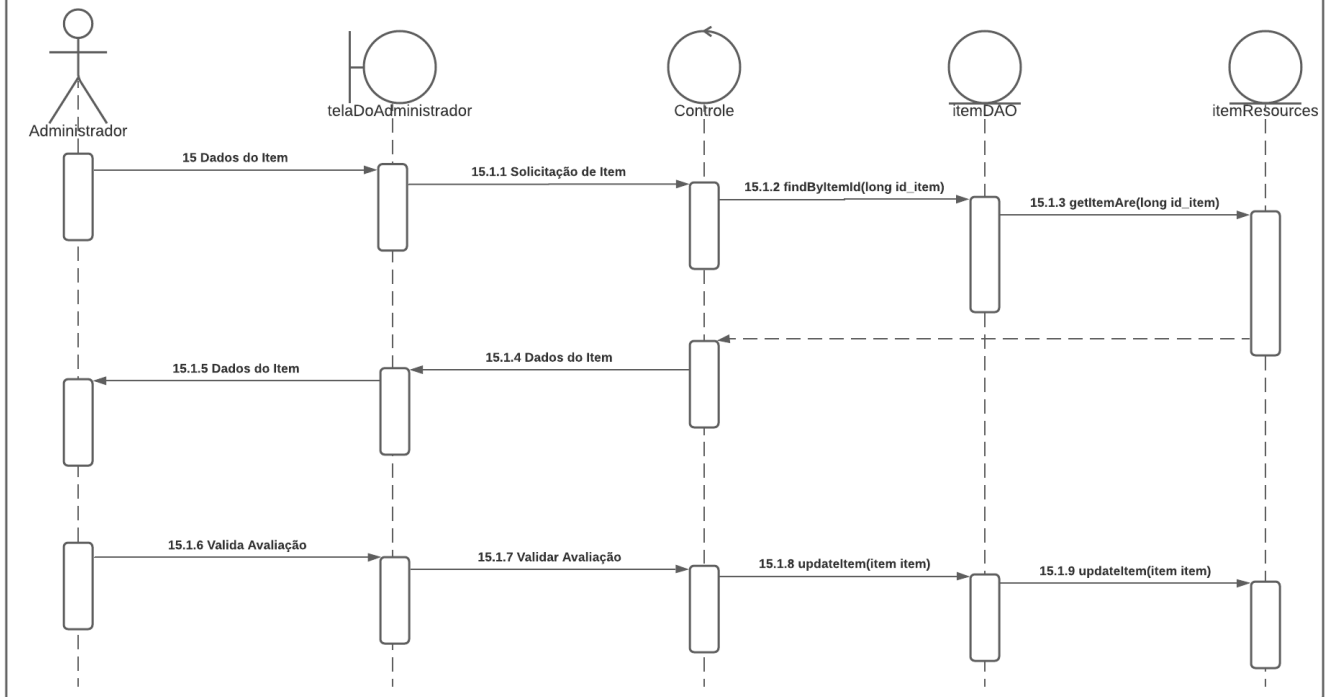 Administrador
telaDoAdministrador
Controle
itemDAO
itemResources
15 Dados do Item
15.1.1 Solicitação de Item
15.1.2 findByItemId(long id_item)
15.1.3 getItemAre(long id_item)
15.1.4 Dados do Item
15.1.5 Dados do Item
15.1.6 Valida Avaliação
15.1.7 Validar Avaliação
15.1.8 updateItem(item item)
15.1.9 updateItem(item item)